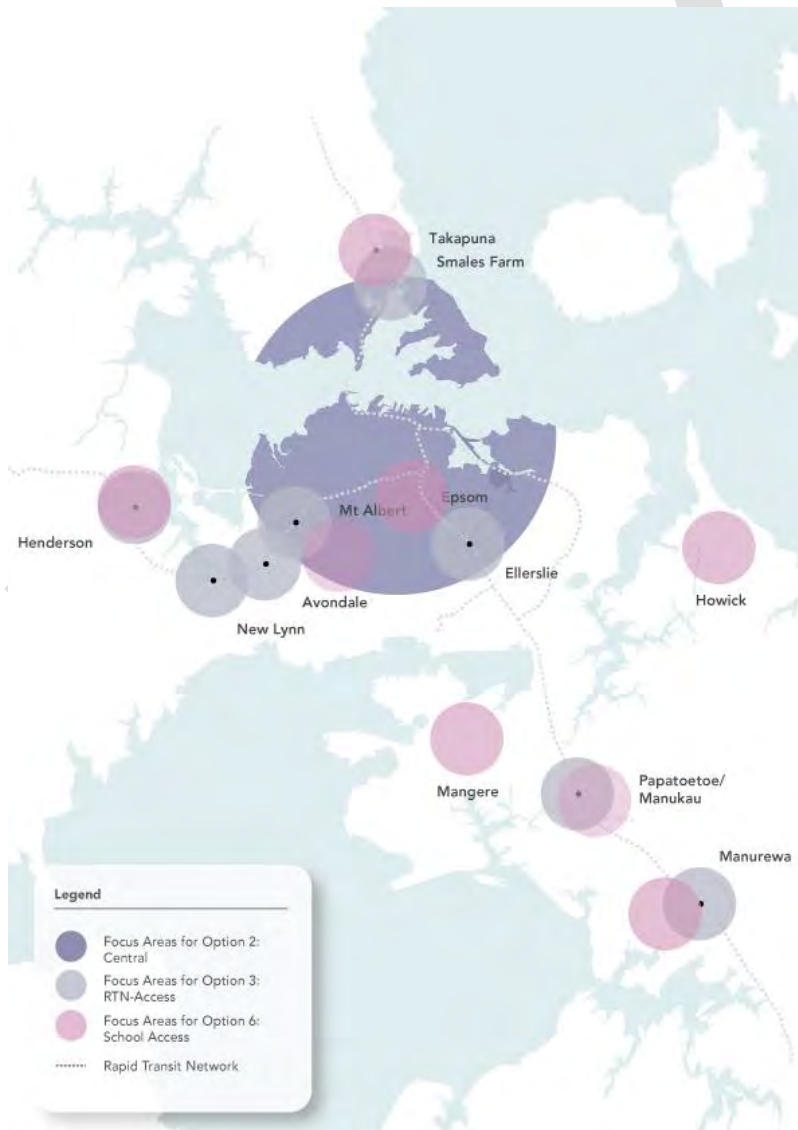 Takapuna
Smales Farm
Mt Albert
Epsom
Henderson
Ellerslie
Avondale
Howick
New Lynn
Mangere
Papatoetoe/
Manukau
Manurewa
Legend
Focus Areas for Option 2:
Central
Focus Areas for Option 3:
RTN-Access
Focus Areas for Option 6:
School Access
Rapid Transit Network